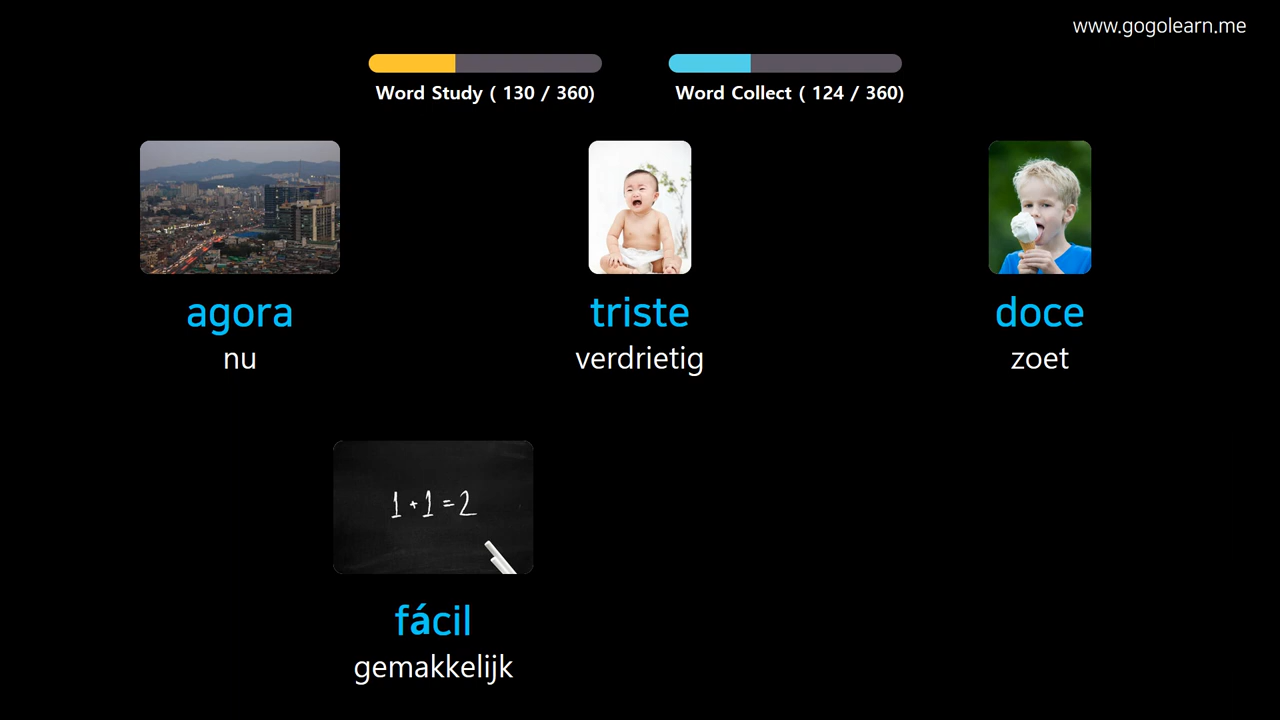 www.gogolearn.me
Word Study ( 130 / 360)
Word Collect ( 124 / 360)
agora
nu
triste
verdrietig
doce
zoet
1+1=2
fácil
gemakkelijk